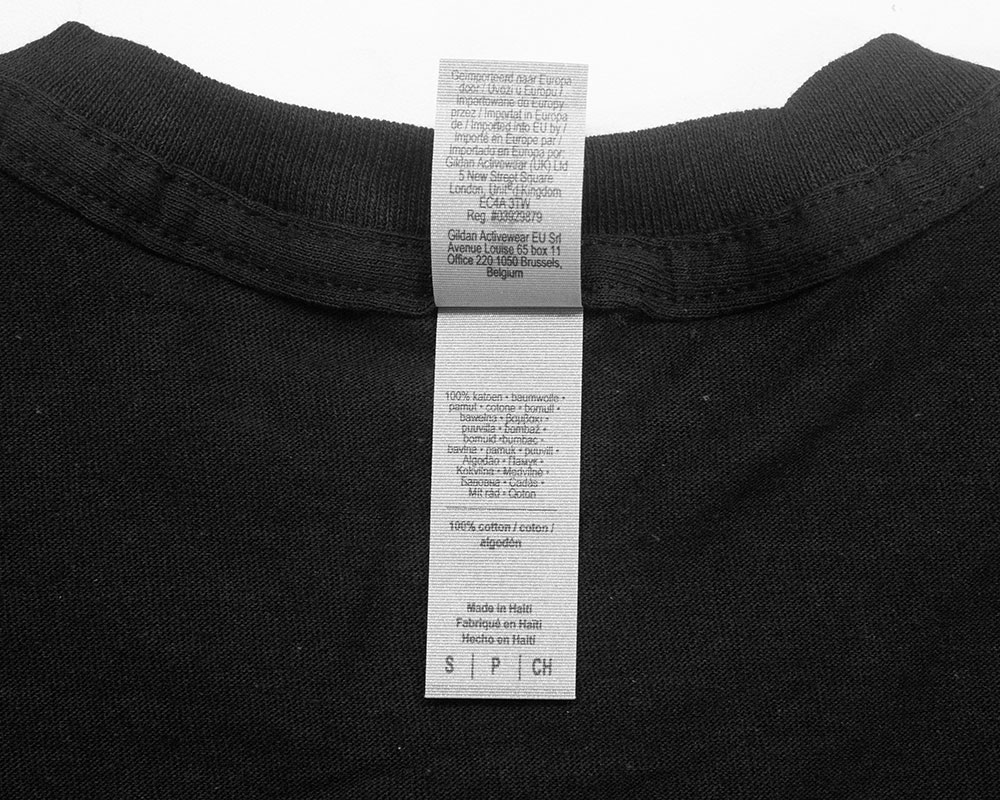 Geïmporteerd naar Europa
door / Uvozi u Europu /
Importowane do Europy
przez / Importat in Europa
de / Imported into EU by /
Importé en Europe par /
Importado en Europa por:
Gildan Activewear (UK) Ltd
5 New Street Square
London, United Kingdom
EC4A 3TW
Reg. #03929879
Gildan Activewear EU Srl
Avenue Louise 65 box 11
Office 220 1050 Brussels,
Belgium
100% katoen • baumwolle •
pamut • cotone • bomull •
bawełna • βαμβάκι •
puuvilla • bombaž •
bomuld •bumbac •
bavlna • pamuk • puuvill •
Algodão • Памук •
Kokvilna • Medvilnė •
Бавовна • Cadás •
Mit rád • Coton
100% cotton / coton /
algodón
Made in Haiti
Fabriqué en Haïti
Hecho en Haití
S | P | CH